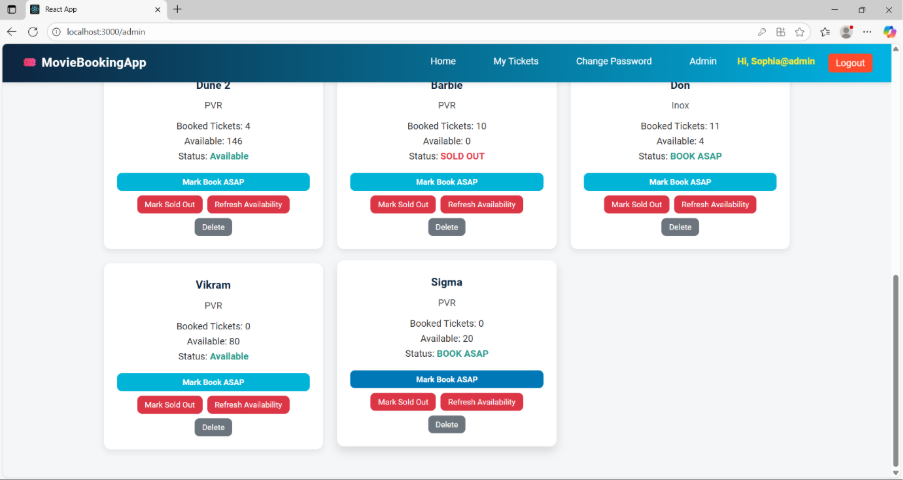 React App
localhost:3000/admin
MovieBookingApp
Home
My Tickets
Change Password
Admin
Hi, Sophia@admin
Logout
Dune 2
PVR
Booked Tickets: 4
Available: 146
Status: Available
Mark Book ASAP
Mark Sold Out
Refresh Availability
Delete
Barbie
PVR
Booked Tickets: 10
Available: 0
Status: SOLD OUT
Mark Book ASAP
Mark Sold Out
Refresh Availability
Delete
Don
Inox
Booked Tickets: 11
Available: 4
Status: BOOK ASAP
Mark Book ASAP
Mark Sold Out
Refresh Availability
Delete
Vikram
PVR
Booked Tickets: 0
Available: 80
Status: Available
Mark Book ASAP
Mark Sold Out
Refresh Availability
Delete
Sigma
PVR
Booked Tickets: 0
Available: 20
Status: BOOK ASAP
Mark Book ASAP
Mark Sold Out
Refresh Availability
Delete